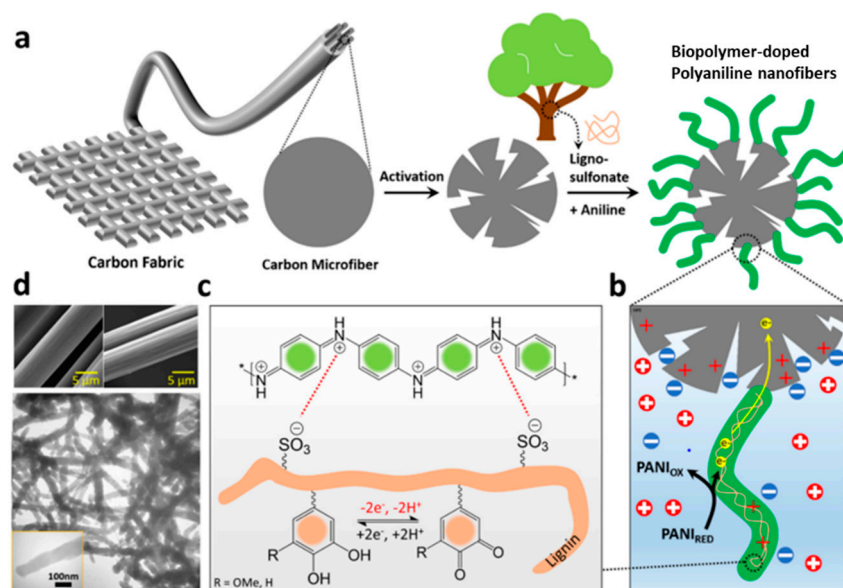 a
Carbon Fabric
Carbon Microfiber
Activation
Ligno-
sulfonate
+ Aniline
Biopolymer-doped
Polyaniline nanofibers
d
5 µm
5 µm
100nm
c
H
N
⊕
H
N
⊕
*
NH
⊕
N
H
⊕
*
⊖
SO3
⊖
SO3
-2e-, -2H+
+2e-, +2H+
R
OH
OH
R
O
O
Lignin
R = OMe, H
b
e-
e-
e-
PANIOX
PANIRED